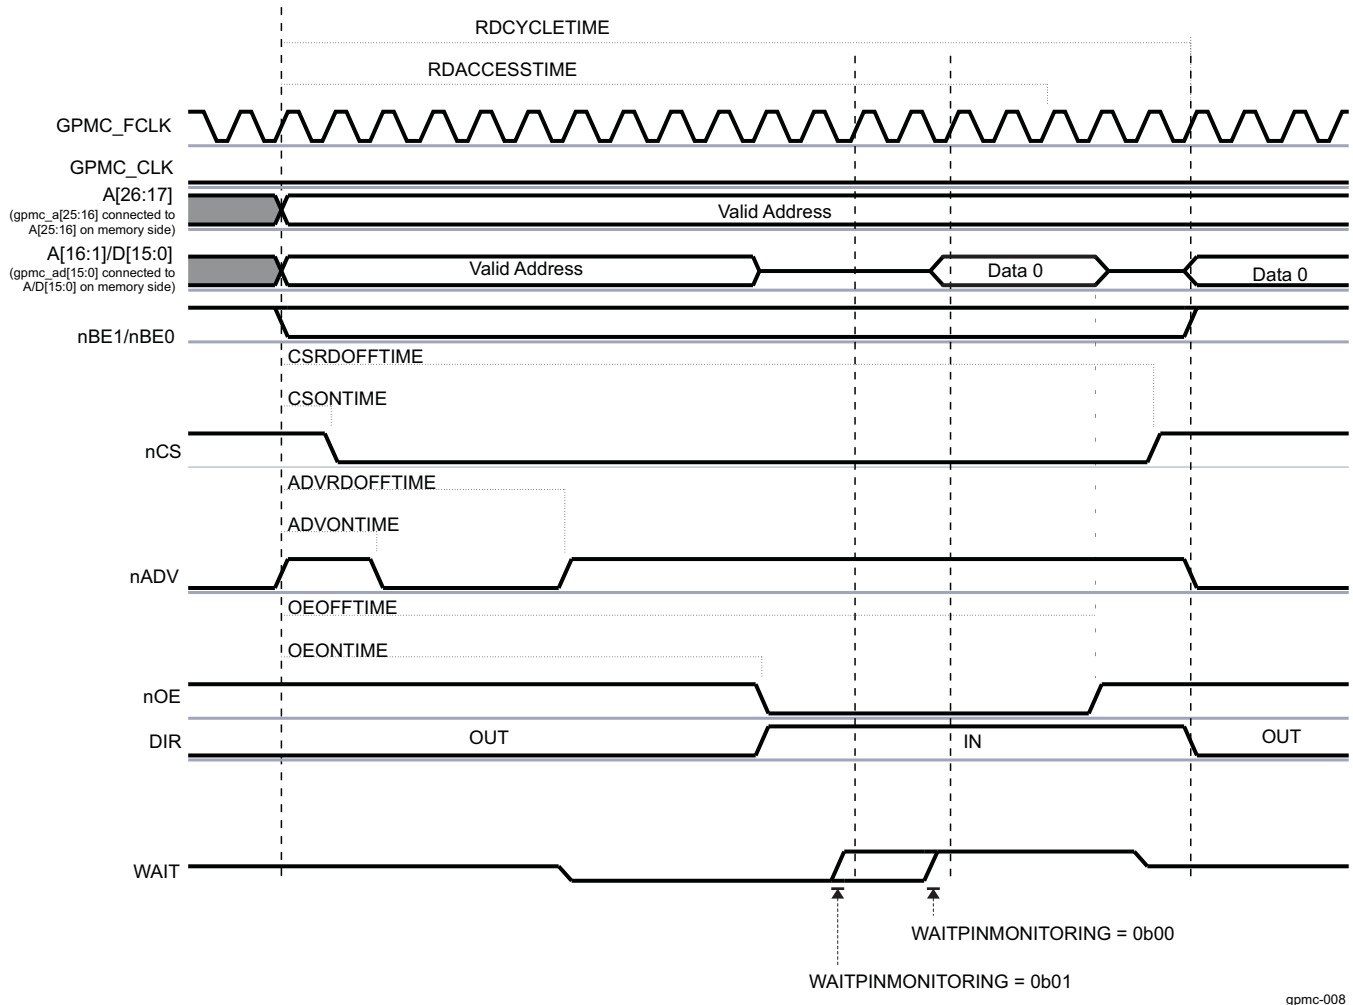 RDCYCLETIME
RDACCESSTIME
GPMC_FCLK
GPMC_CLK
A[26:17]
(gpmc_a[25:16] connected to
A[25:16] on memory side)
Valid Address
A[16:1]/D[15:0]
(gpmc_ad[15:0] connected to
A/D[15:0] on memory side)
Valid Address
Data 0
Data 0
nBE1/nBE0
CSRDOFFTIME
CSONTIME
nCS
ADVRDOFFTIME
ADVONTIME
nADV
OEOFFTIME
OEONTIME
nOE
DIR
OUT
IN
OUT
WAIT
WAITPINMONITORING = 0b00
WAITPINMONITORING = 0b01
gpmc-008